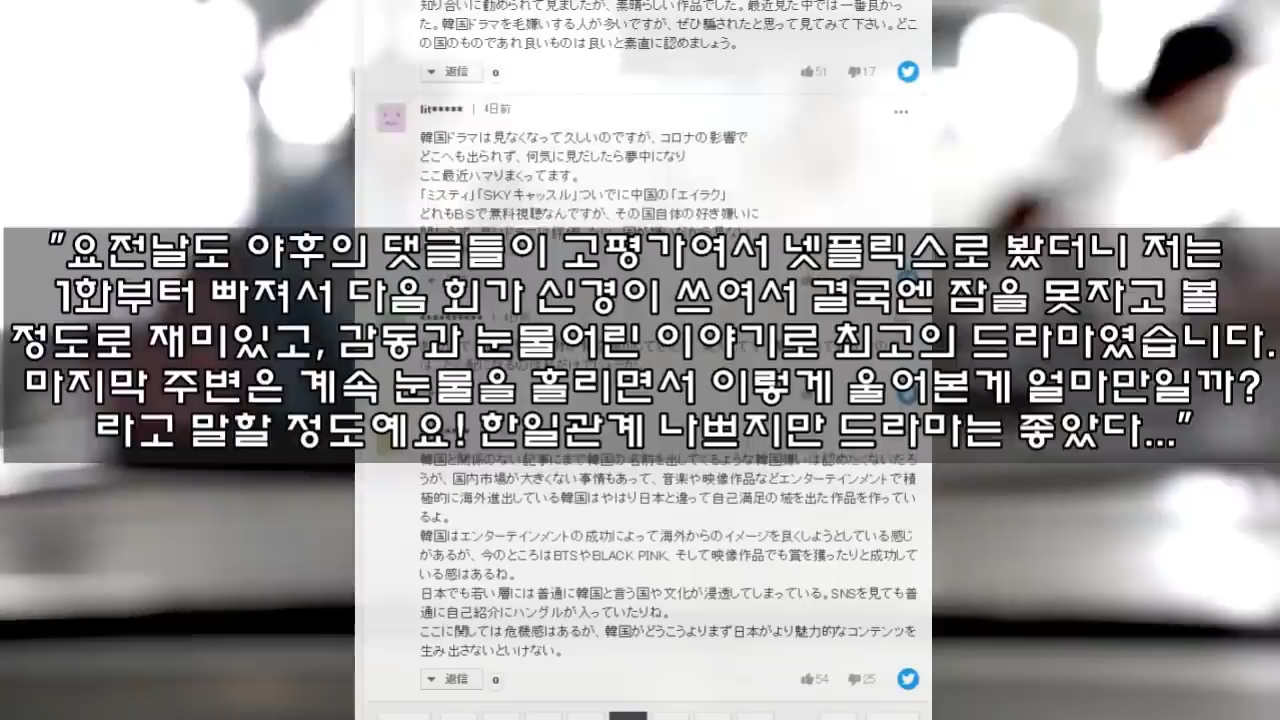 知り合いに勧められて見ましたが、素晴らしい作品でした。最近見た中では一番良かっ
た。韓国ドラマを毛嫌いする人が多いですが、ぜひ騙されたと思って見てみて下さい。どこ
の国のものであれ良いものは良いと素直に認めましょう。
返信 0 51 17
lit***** | 4日前
韓国ドラマは見なくなって久しいのですが、コロナの影響で
どこへも出られず、何気に見だしたら夢中になり
ここ最近ハマりまくってます。
「ミスティ」「SKYキャッスル」ついでに中国の「エイラク」
どれもBSで無料視聴なんですが、その国自体の好き嫌いに
"요전날도 야후의 댓글들이 고평가여서 넷플릭스로 봤더니 저는
1화부터 빠져서 다음 회가 신경이 쓰여서 결국엔 잠을 못자고 볼
정도로 재미있고, 감동과 눈물어린 이야기로 최고의 드라마였습니다.
마지막 주변은 계속 눈물을 흘리면서 이렇게 울어본게 얼마만일까?
라고 말할 정도예요! 한일관계 나쁘지만 드라마는 좋았다..."
韓国と関係のない記事にまで韓国の名前を出してくるような韓国嫌いは認めたくないだろ
うが、国内市場が大きくない事情もあって、音楽や映像作品などエンターテインメントで積
極的に海外進出している韓国はやはり日本と違って自己満足の域を出た作品を作ってい
るよ。
韓国はエンターテインメントの成功によって海外からのイメージを良くしようとしている感じ
があるが、今のところはBTSやBLACK PINK、そして映像作品でも賞を獲ったりと成功して
いる感はあるね。
日本でも若い層には普通に韓国と言う国や文化が浸透してしまっている。SNSを見ても普
通に自己紹介にハングルが入っていたりね。
ここに関しては危機感はあるが、韓国がどうこうよりまず日本がより魅力的なコンテンツを
生み出さないといけない。
返信 0 54 25